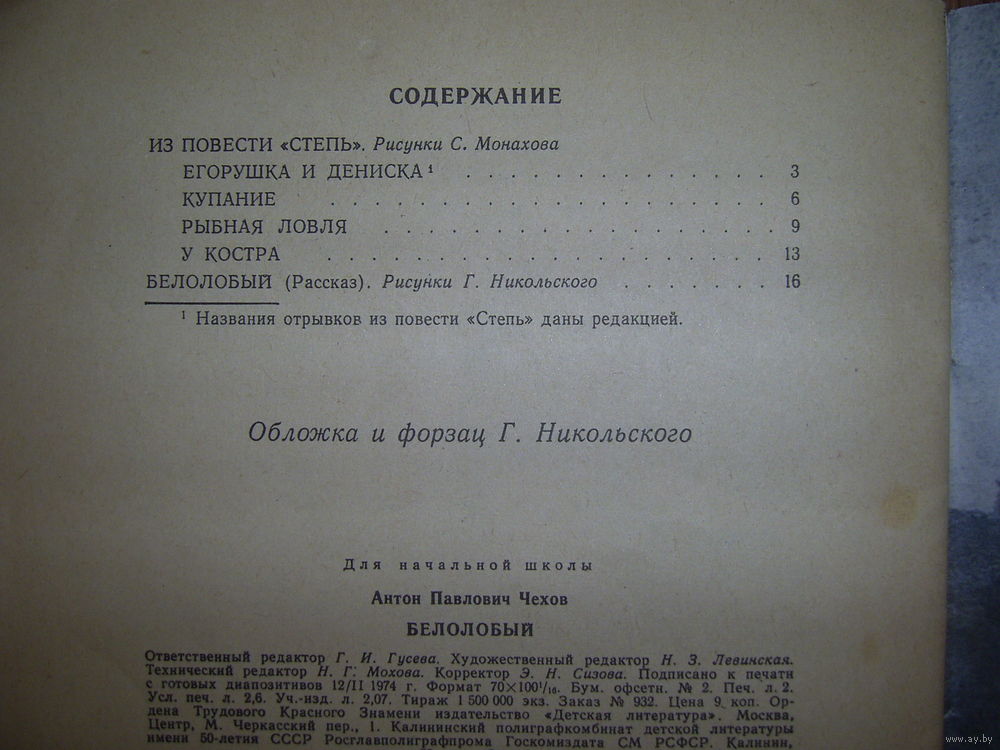 СОДЕРЖАНИЕ
ИЗ ПОВЕСТИ «СТЕПЬ». Рисунки С. Монахова
ЕГОРУШКА И ДЕНИСКА ¹ . . . . . . . . . . . . . . 3
КУПАНИЕ . . . . . . . . . . . . . . . . . . . . 6
РЫБНАЯ ЛОВЛЯ . . . . . . . . . . . . . . . . . . 9
У КОСТРА . . . . . . . . . . . . . . . . . . . . 13
БЕЛОЛОБЫЙ (Рассказ). Рисунки Г. Никольского . . . . . . . 16
¹ Названия отрывков из повести «Степь» даны редакцией.
Обложка и форзац Г. Никольского
Для начальной школы
Антон Павлович Чехов
БЕЛОЛОБЫЙ
Ответственный редактор Г. И. Гусева. Художественный редактор Н. З. Левинская.
Технический редактор Н. Г. Мохова. Корректор Э. Н. Сизова. Подписано к печати
с готовых диапозитивов 12/II 1974 г. Формат 70×100¹/₁₆. Бум. офсетн. № 2. Печ. л. 2.
Усл. печ. л. 2,6. Уч.-изд. л. 2,07. Тираж 1 500 000 экз. Заказ № 932. Цена 9 коп. Ор-
дена Трудового Красного Знамени издательство «Детская литература». Москва,
Центр, М. Черкасский пер., 1. Калининский полиграфкомбинат детской литературы
имени 50-летия СССР Росглавполиграфпрома Госкомиздата СМ РСФСР. Калинин,
www.ay.by